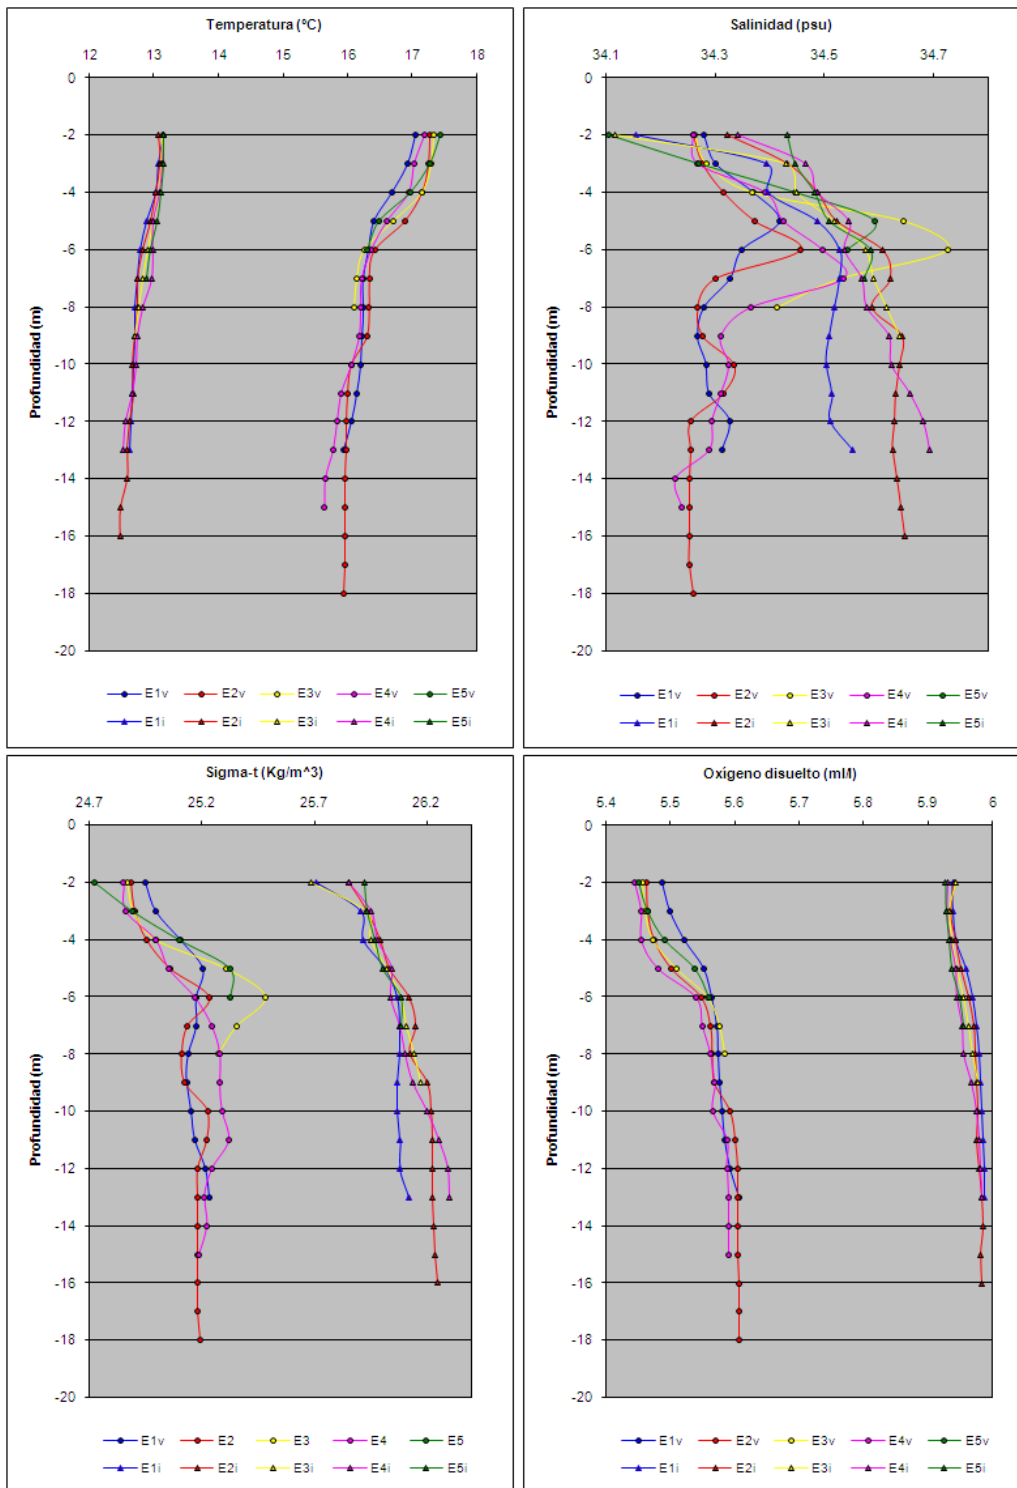 Temperatura (ºC)
12 13 14 15 16 17 18
0
-2
-4
-6
-8
-10
-12
-14
-16
-18
-20
Profundidad (m)
E1v E2v E3v E4v E5v
E1i E2i E3i E4i E5i
Salinidad (psu)
34.1 34.3 34.5 34.7
0
-2
-4
-6
-8
-10
-12
-14
-16
-18
-20
Profundidad (m)
E1v E2v E3v E4v E5v
E1i E2i E3i E4i E5i
Sigma-t (Kg/m^3)
24.7 25.2 25.7 26.2
0
-2
-4
-6
-8
-10
-12
-14
-16
-18
-20
Profundidad (m)
E1v E2 E3 E4 E5
E1i E2i E3i E4i E5i
Oxígeno disuelto (ml/l)
5.4 5.5 5.6 5.7 5.8 5.9 6
0
-2
-4
-6
-8
-10
-12
-14
-16
-18
-20
Profundidad (m)
E1v E2v E3v E4v E5v
E1i E2i E3i E4i E5i